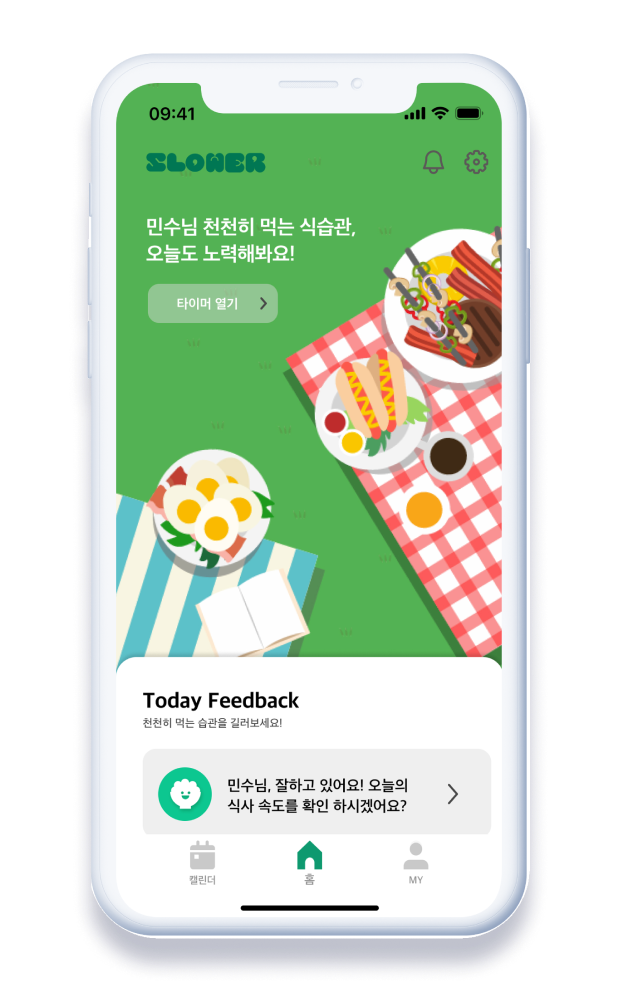 09:41
SLOWER
민수님 천천히 먹는 식습관,
오늘도 노력해봐요!
타이머 열기
Today Feedback
천천히 먹는 습관을 길러보세요!
민수님, 잘하고 있어요! 오늘의
식사 속도를 확인 하시겠어요?
캘린더 홈 MY